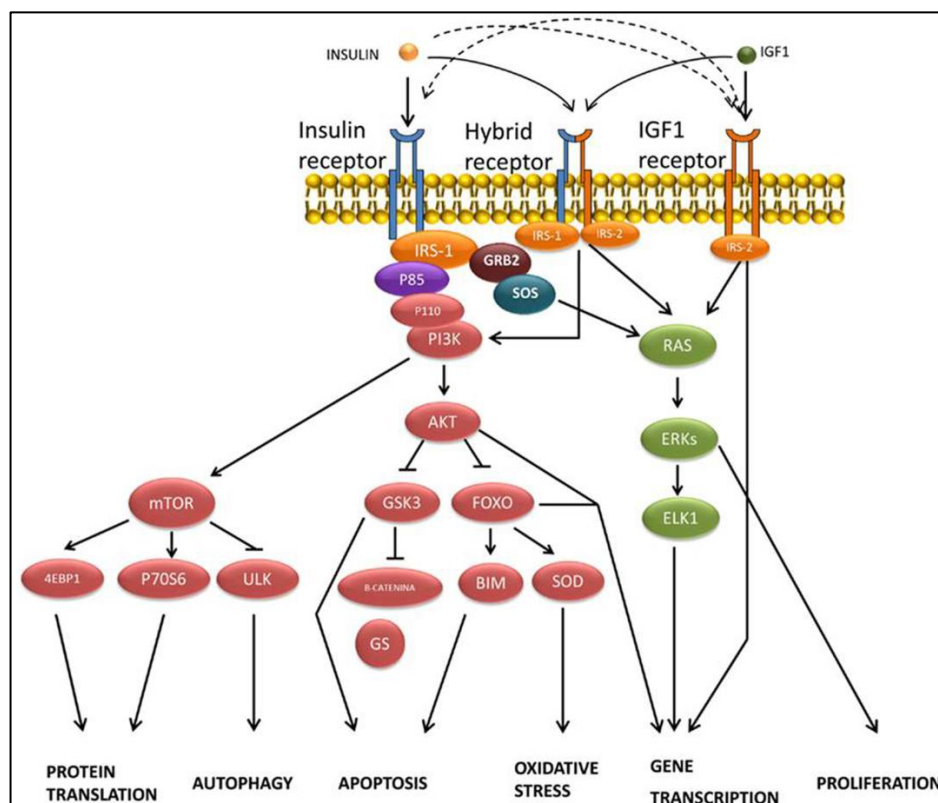 INSULIN
IGF1
Insulin
receptor
Hybrid
receptor
IGF1
receptor
IRS-1
IRS-1
IRS-2
IRS-2
GRB2
P85
SOS
P110
PI3K
RAS
AKT
ERKs
mTOR
GSK3
FOXO
ELK1
4EBP1
P70S6
ULK
B-CATENINA
BIM
SOD
GS
PROTEIN
TRANSLATION
AUTOPHAGY
APOPTOSIS
OXIDATIVE
STRESS
GENE
TRANSCRIPTION
PROLIFERATION